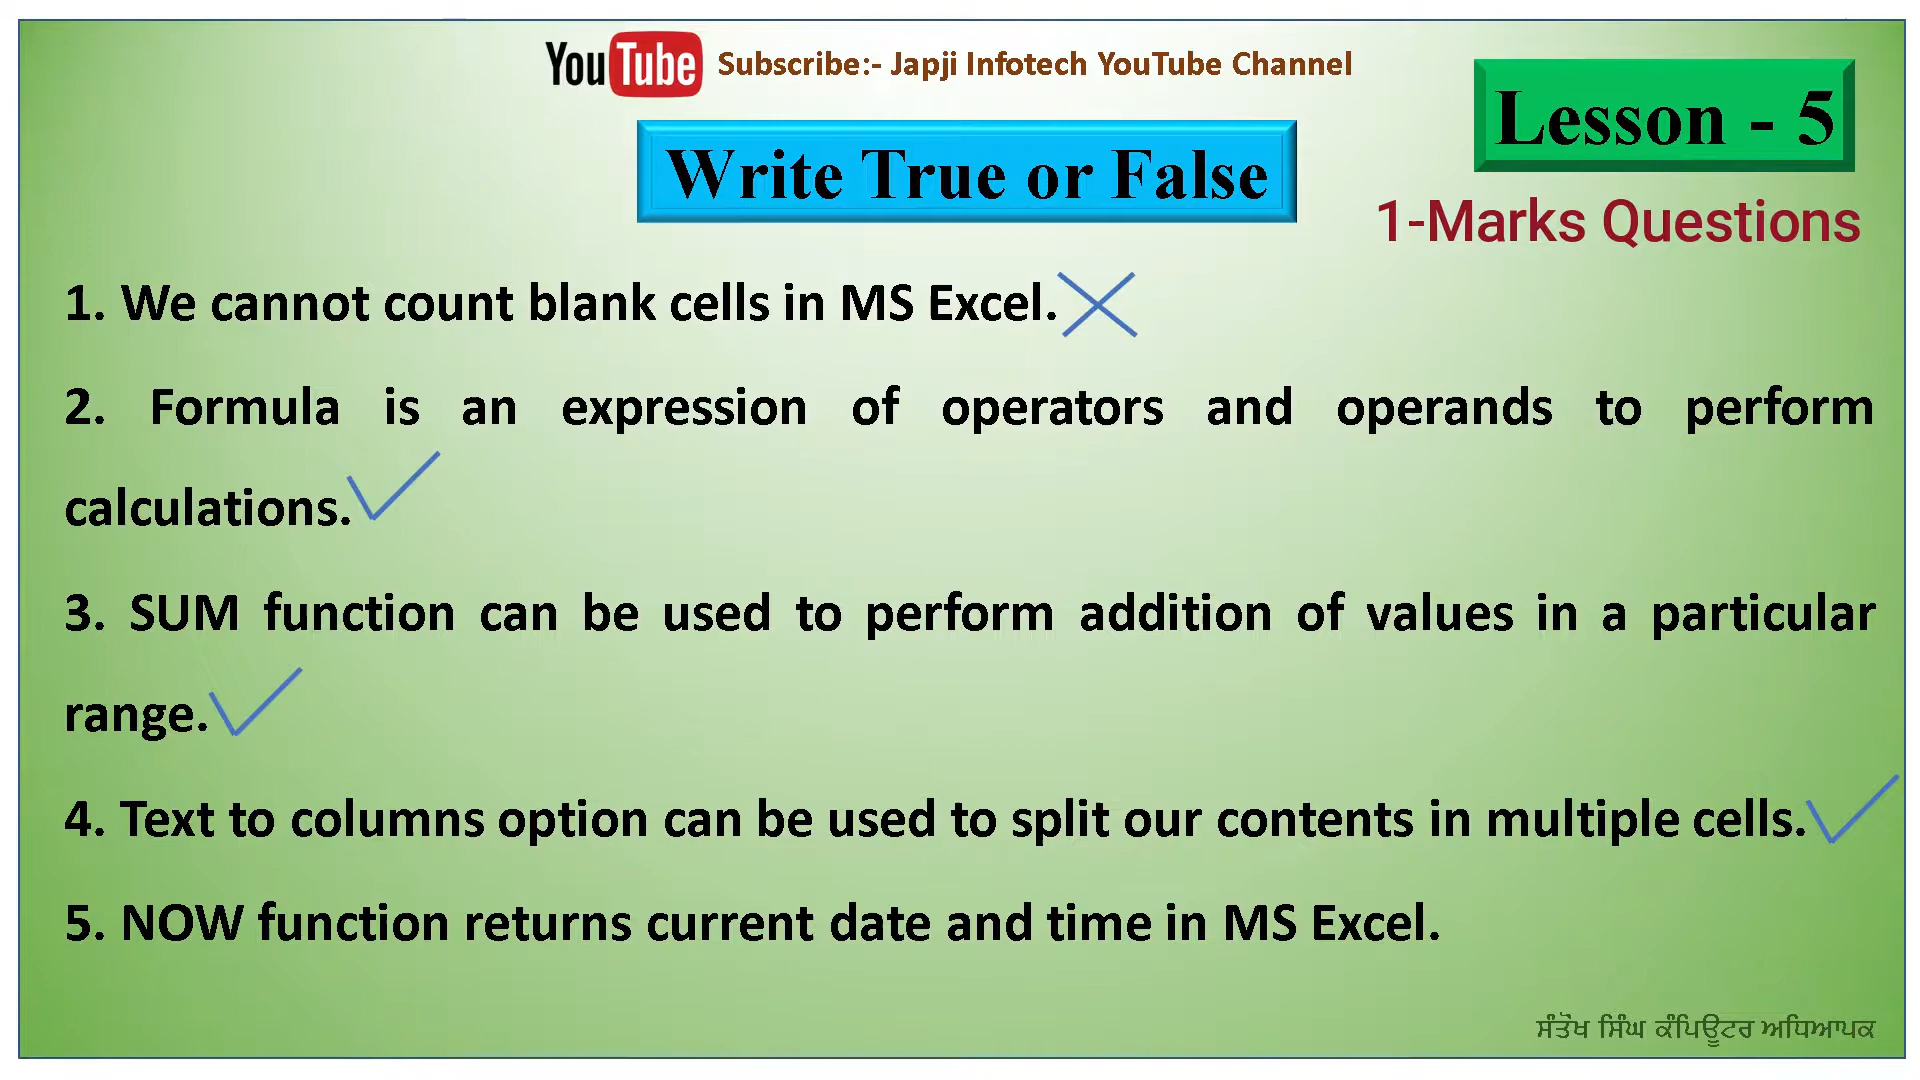 YouTube Subscribe:- Japji Infotech YouTube Channel
Lesson - 5
Write True or False
1-Marks Questions
1. We cannot count blank cells in MS Excel.
2. Formula is an expression of operators and operands to perform
calculations.
3. SUM function can be used to perform addition of values in a particular
range.
4. Text to columns option can be used to split our contents in multiple cells.
5. NOW function returns current date and time in MS Excel.
ਸੰਤੋਖ ਸਿੰਘ ਕੰਪਿਊਟਰ ਅਧਿਆਪਕ